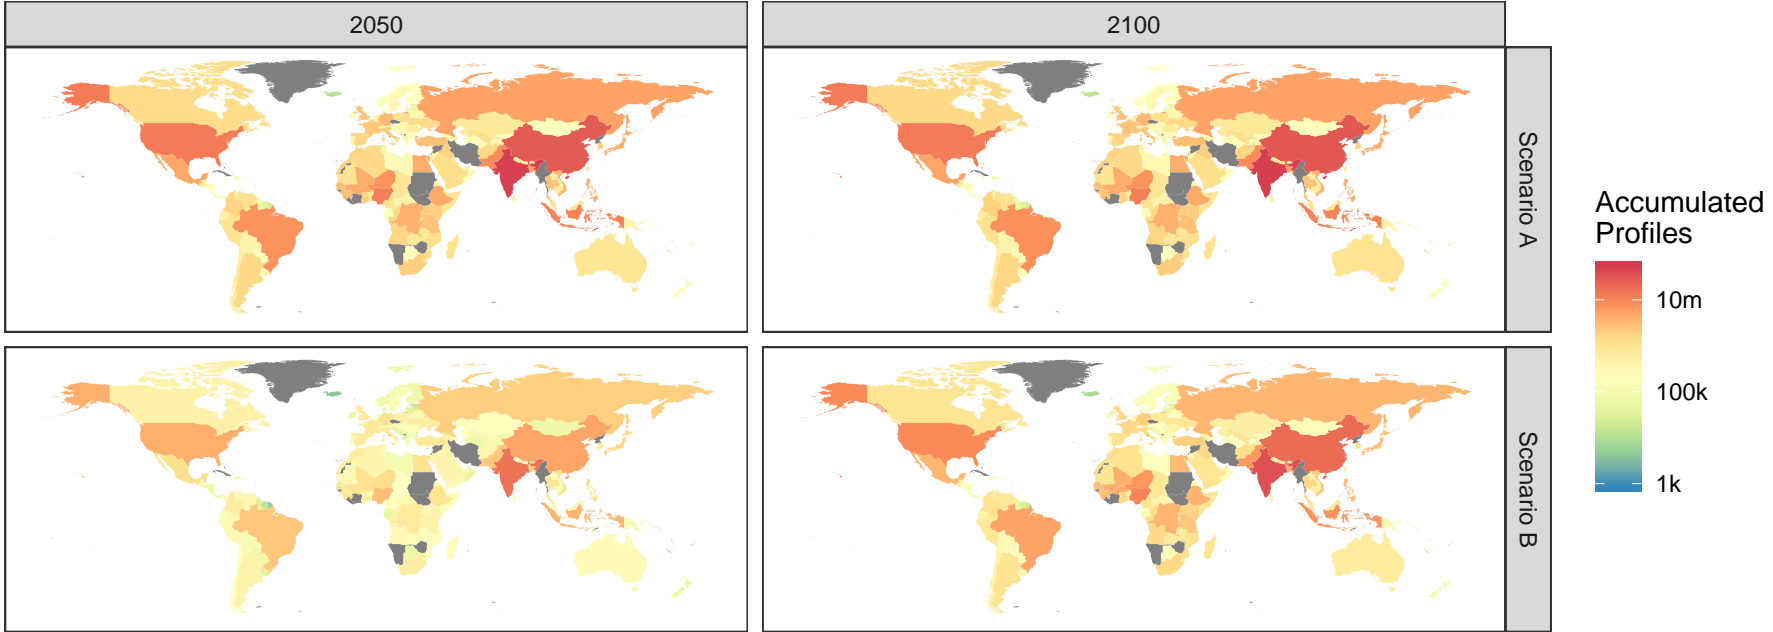 2050
2100
Scenario A
Scenario B
Accumulated
Profiles
10m
100k
1k